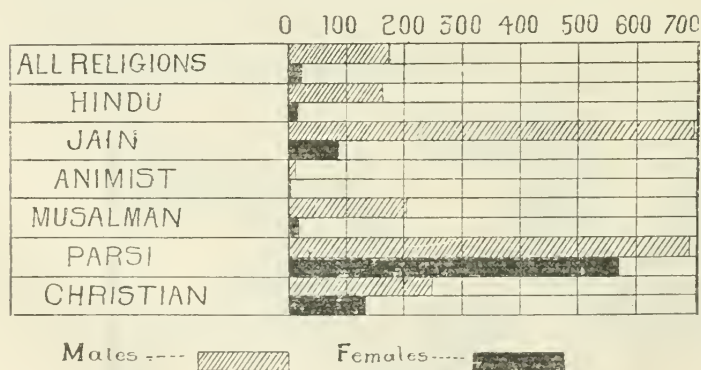 0 100 200 300 400 500 600 700
ALL RELIGIONS
HINDU
JAIN
ANIMIST
MUSALMAN
PARSI
CHRISTIAN
Males ---- Females-----